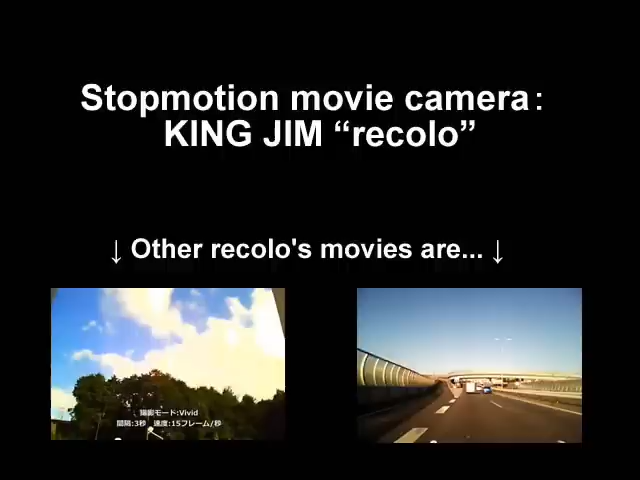 Stopmotion movie camera：
KING JIM “recolo”
↓ Other recolo's movies are... ↓
撮影モード:Vivid
間隔:3秒　速度:15フレーム/秒